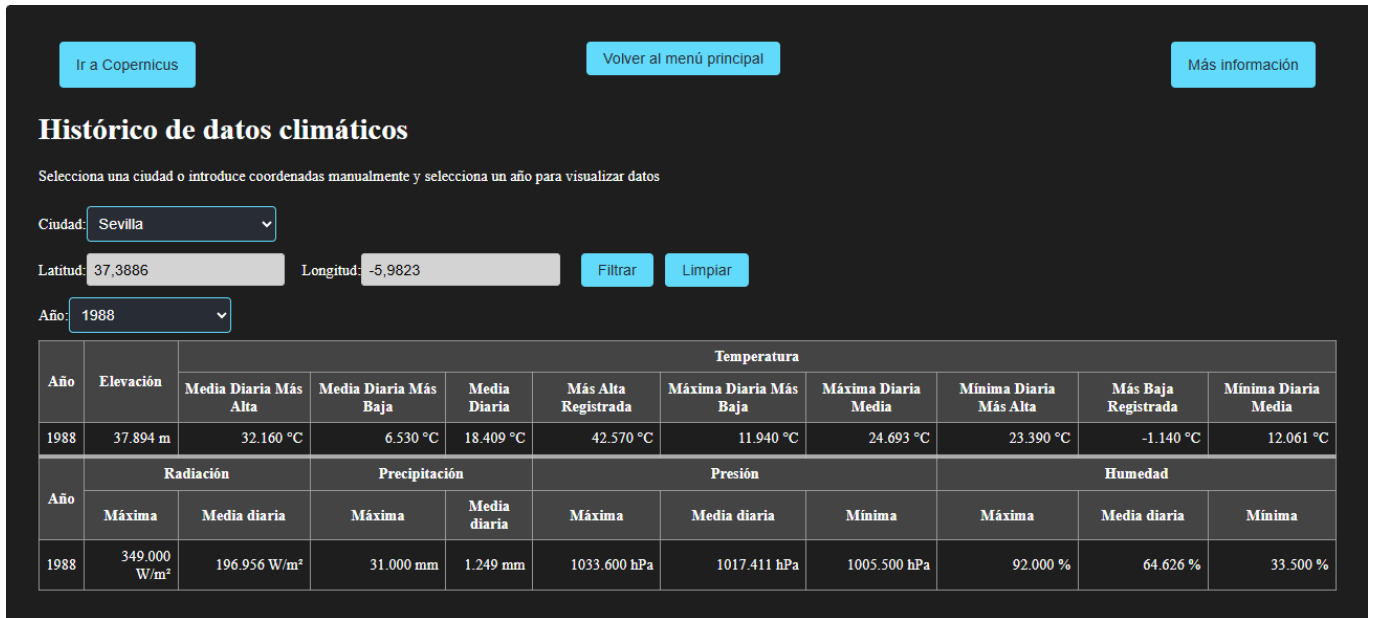 Ir a Copernicus
Volver al menú principal
Más información
Histórico de datos climáticos
Selecciona una ciudad o introduce coordenadas manualmente y selecciona un año para visualizar datos
Ciudad: Sevilla
Latitud: 37,3886 Longitud: -5,9823 Filtrar Limpiar
Año: 1988
Temperatura
Año Elevación Media Diaria Más Alta Media Diaria Más Baja Media Diaria Más Alta Registrada Máxima Diaria Más Baja Máxima Diaria Media Mínima Diaria Más Alta Más Baja Registrada Mínima Diaria Media
1988 37.894 m 32.160 °C 6.530 °C 18.409 °C 42.570 °C 11.940 °C 24.693 °C 23.390 °C -1.140 °C 12.061 °C
Año Radiación Precipitación Presión Humedad
Máxima Media diaria Máxima Media diaria Máxima Media diaria Mínima Máxima Media diaria Mínima
1988 349.000 W/m² 196.956 W/m² 31.000 mm 1.249 mm 1033.600 hPa 1017.411 hPa 1005.500 hPa 92.000 % 64.626 % 33.500 %